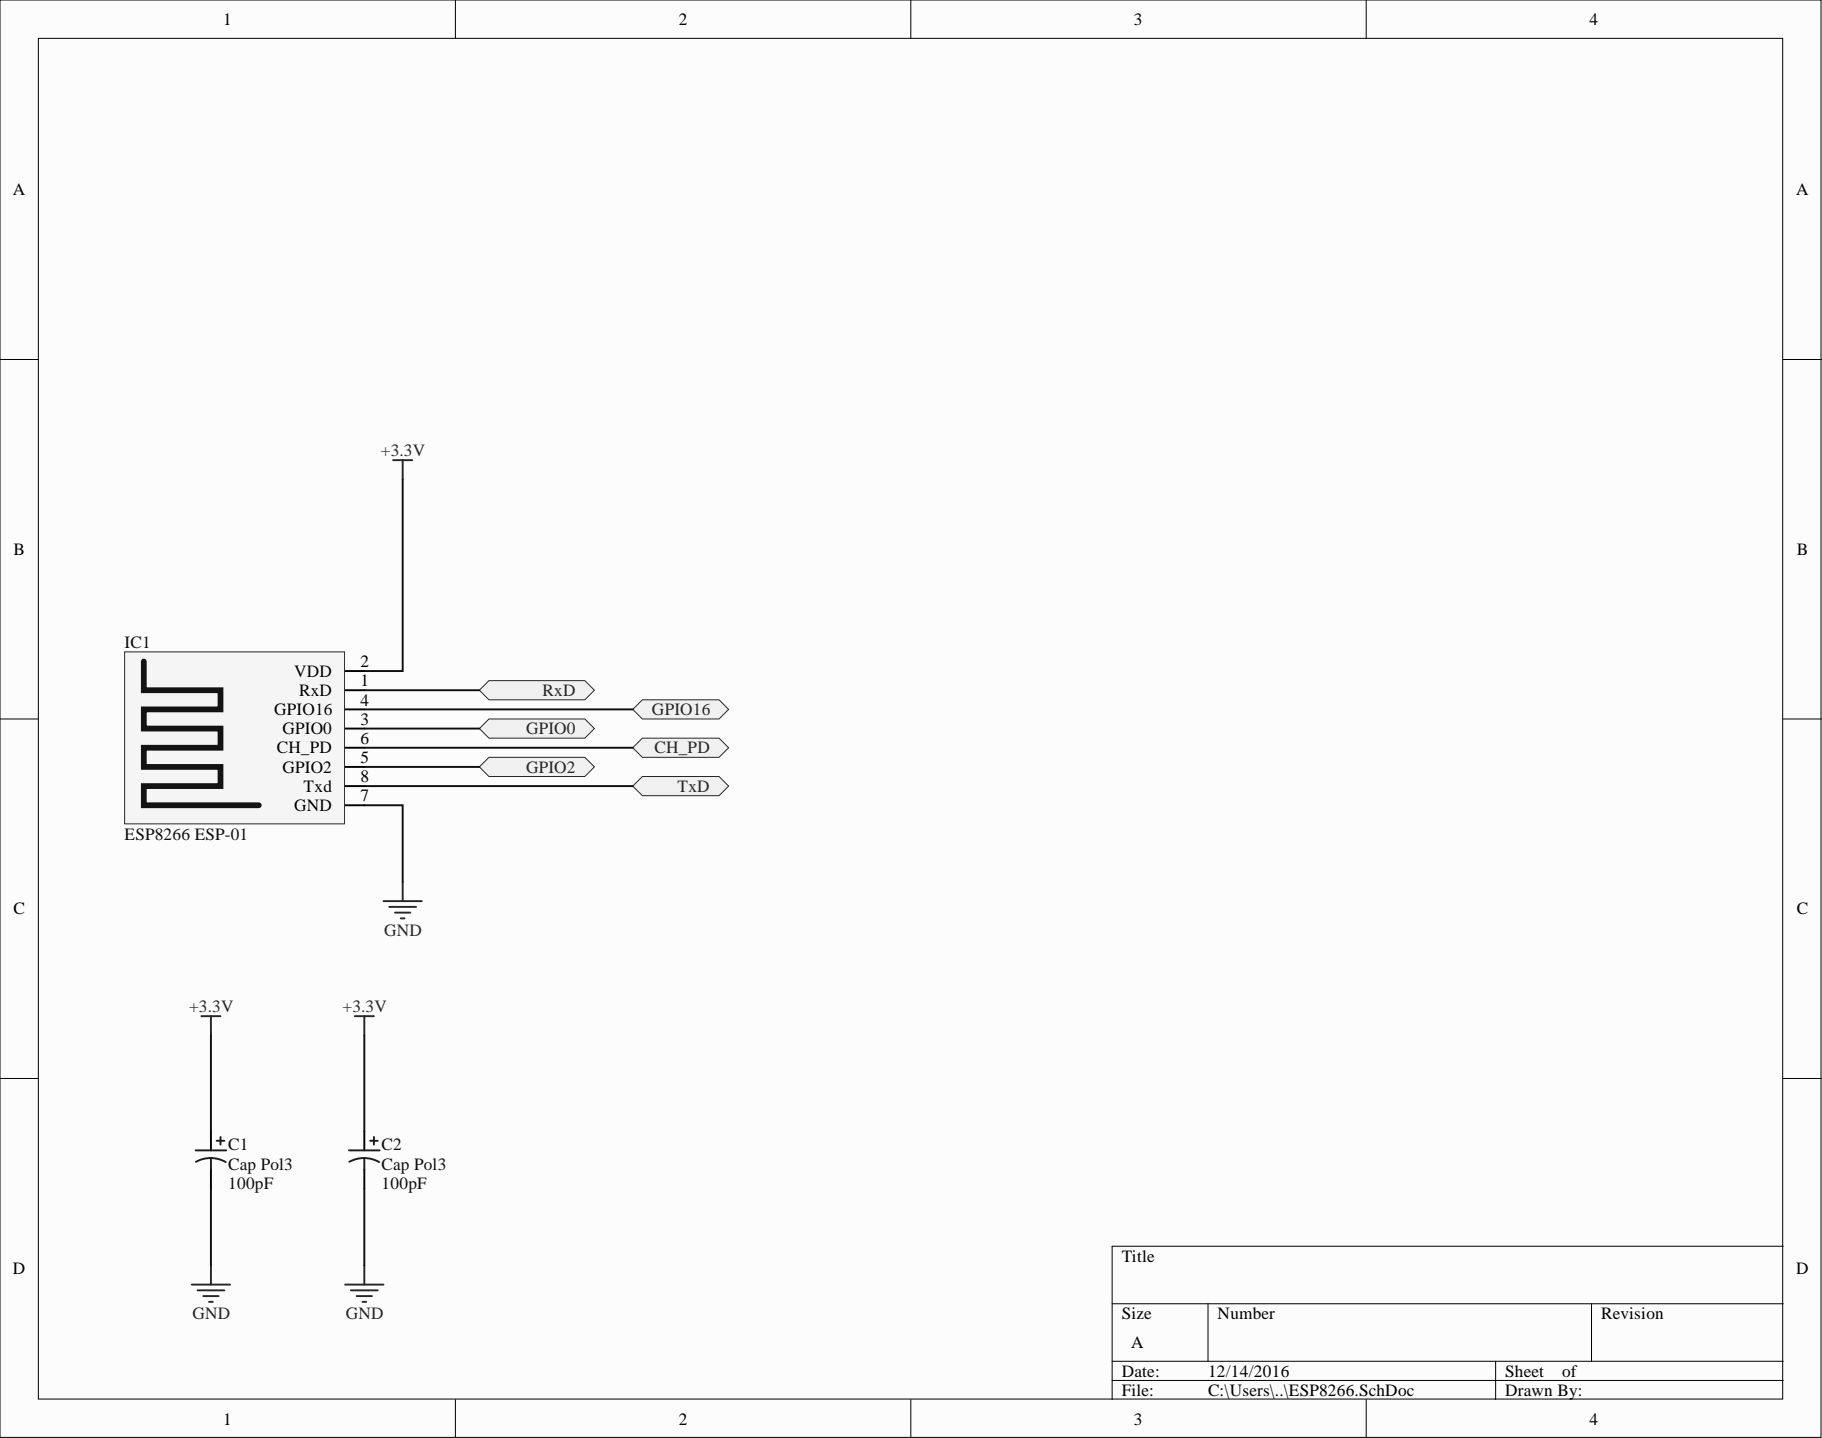 1 2 3 4
A A
+3.3V
B B
IC1
VDD 2
RxD 1 RxD
GPIO16 4 GPIO16
GPIO0 3 GPIO0
CH_PD 6 CH_PD
GPIO2 5 GPIO2
Txd 8 TxD
GND 7
ESP8266 ESP-01
C C
GND
+3.3V +3.3V
+ C1 + C2
Cap Pol3 Cap Pol3
100pF 100pF
Title
D D
GND GND
Size Number Revision
A
Date: 12/14/2016 Sheet of
File: C:\Users\..\ESP8266.SchDoc Drawn By:
1 2 3 4